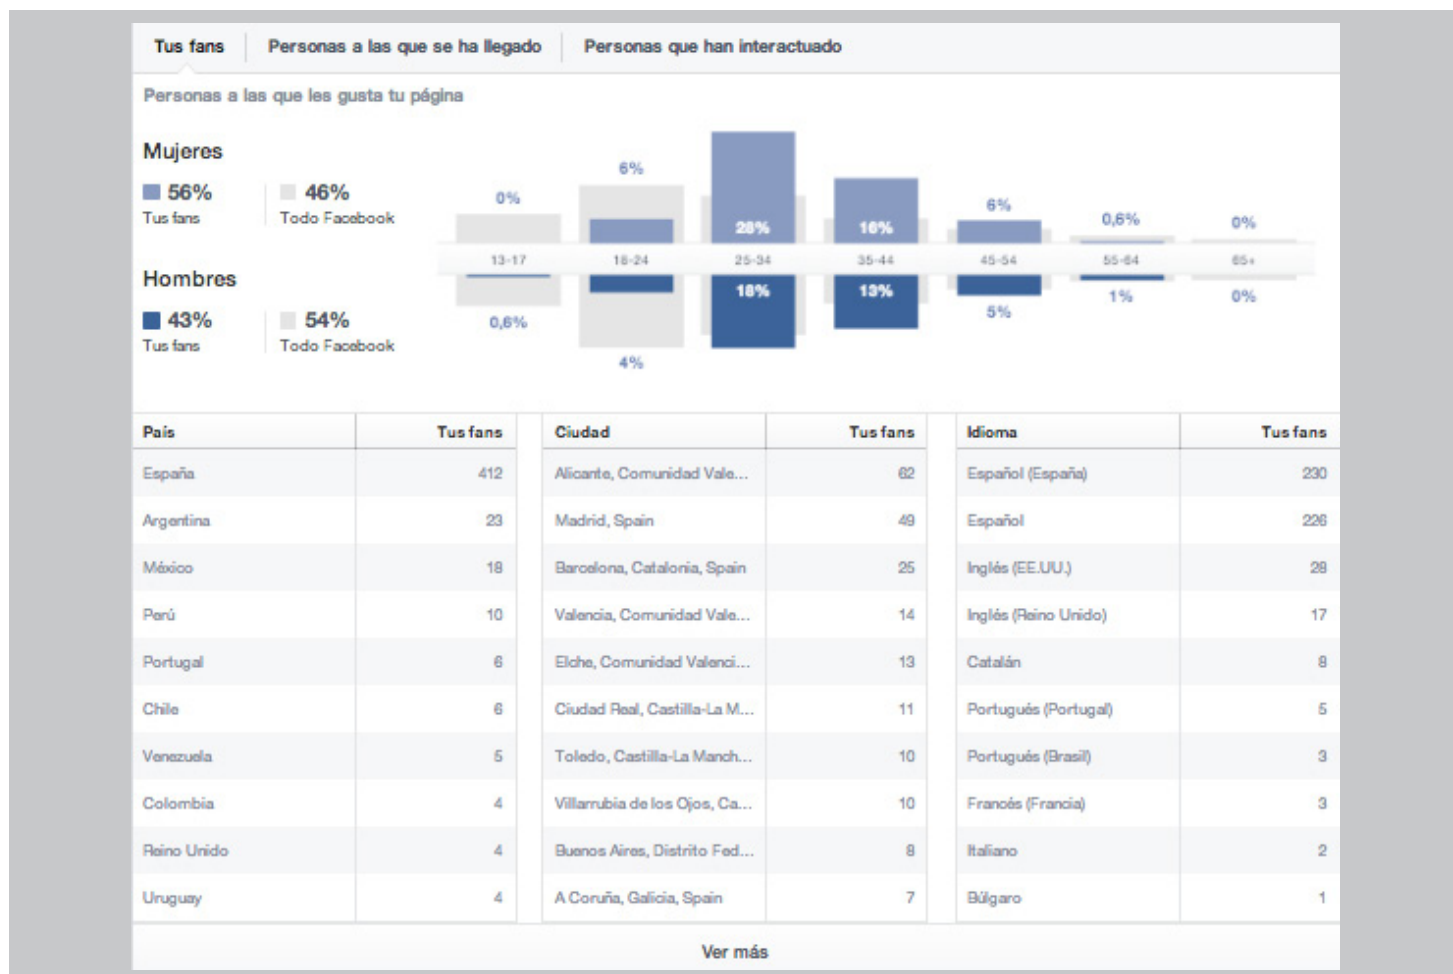 Tus fans Personas a las que se ha llegado Personas que han interactuado
Personas a las que les gusta tu página
Mujeres
56% 46%
Tus fans Todo Facebook
Hombres
43% 54%
Tus fans Todo Facebook
0% 6% 28% 16% 6% 0,6% 0%
13-17 18-24 25-34 35-44 45-54 55-64 65+
0,6% 4% 18% 13% 5% 1% 0%
País Tus fans Ciudad Tus fans Idioma Tus fans
España 412 Alicante, Comunidad Vale... 62 Español (España) 230
Argentina 23 Madrid, Spain 49 Español 226
México 18 Barcelona, Catalonia, Spain 25 Inglés (EE.UU.) 28
Perú 10 Valencia, Comunidad Vale... 14 Inglés (Reino Unido) 17
Portugal 6 Elche, Comunidad Valenci... 13 Catalán 8
Chile 6 Ciudad Real, Castilla-La M... 11 Portugués (Portugal) 5
Venezuela 5 Toledo, Castilla-La Manch... 10 Portugués (Brasil) 3
Colombia 4 Villarrubia de los Ojos, Ca... 10 Francés (Francia) 3
Reino Unido 4 Buenos Aires, Distrito Fed... 8 Italiano 2
Uruguay 4 A Coruña, Galicia, Spain 7 Búlgaro 1
Ver más